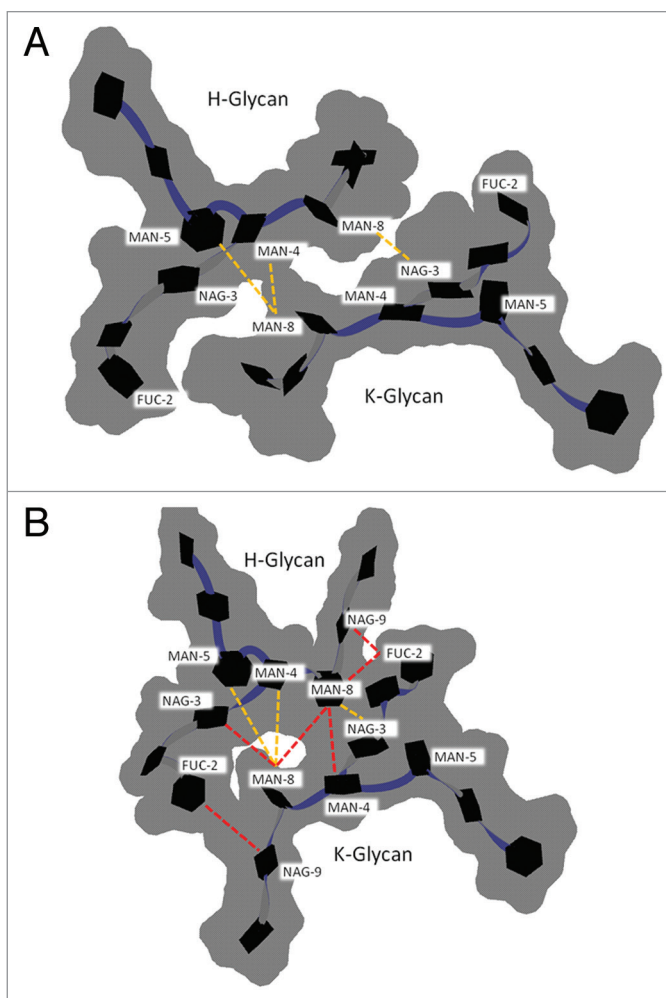 A
H-Glycan
FUC-2
MAN-8
MAN-5
MAN-4
NAG-3
NAG-3
MAN-4
MAN-5
MAN-8
FUC-2
K-Glycan
B
H-Glycan
NAG-9
FUC-2
MAN-5
MAN-4
MAN-8
NAG-3
NAG-3
MAN-5
FUC-2
MAN-8
MAN-4
K-Glycan
NAG-9